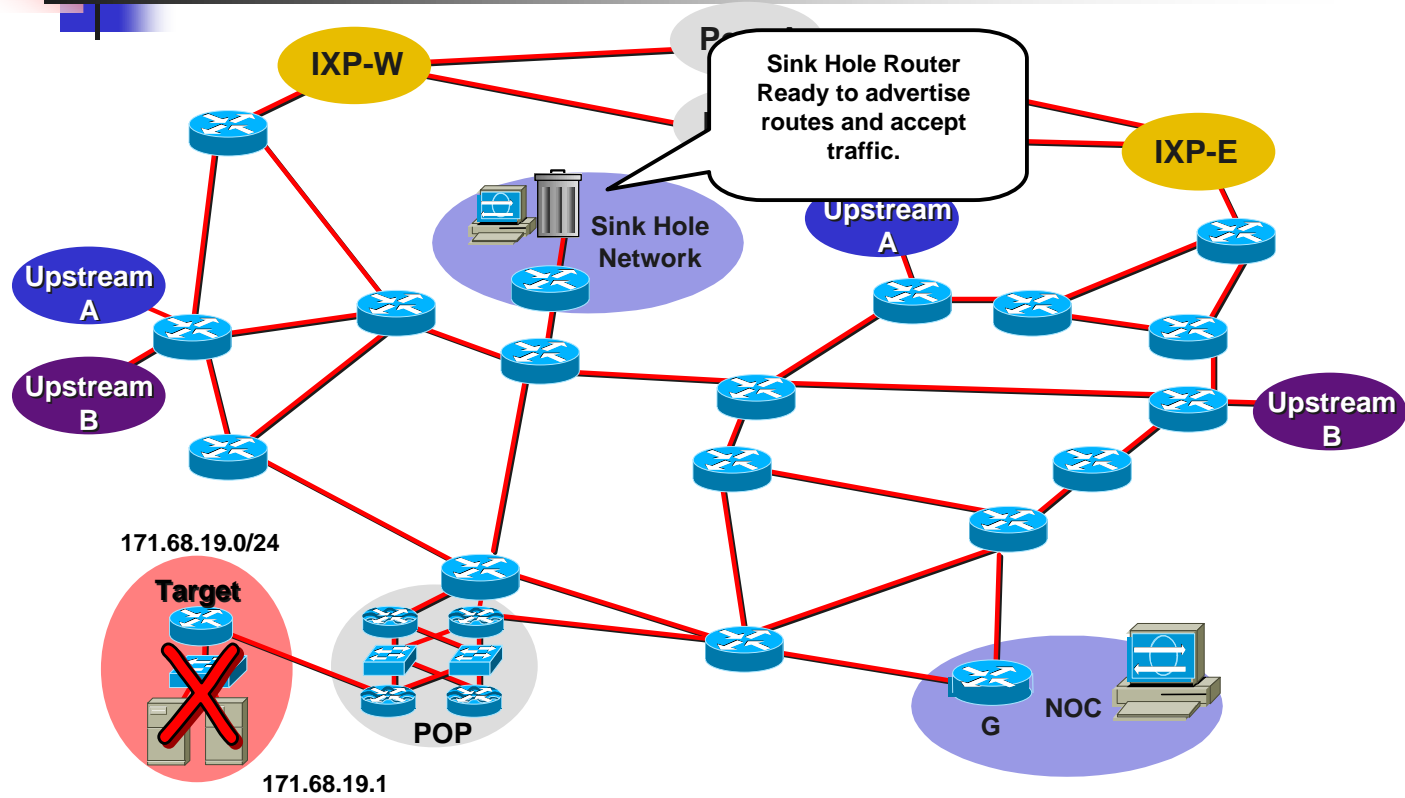 IXP-W
Sink Hole Router
Ready to advertise
routes and accept
traffic.
IXP-E
Sink Hole
Network
Upstream
A
Upstream
A
Upstream
B
Upstream
B
171.68.19.0/24
Target
POP
G
NOC
171.68.19.1